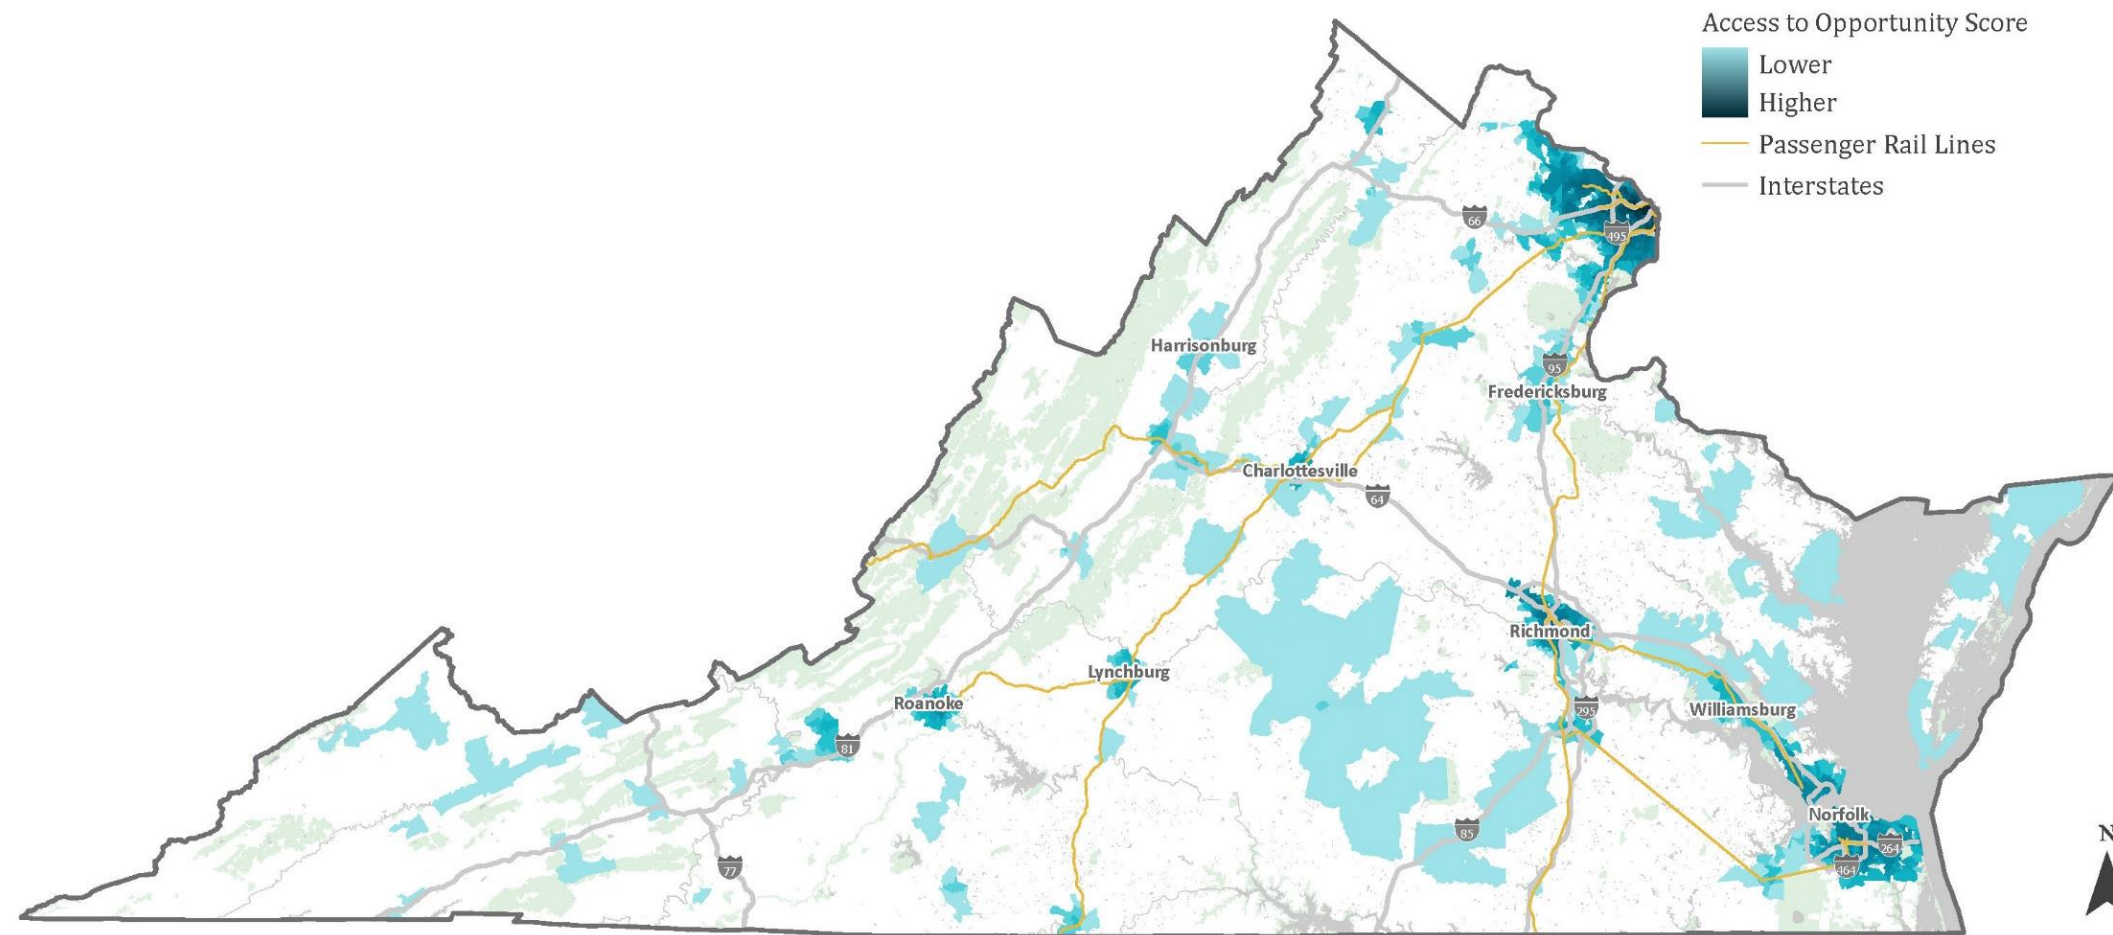 Access to Opportunity Score
Lower
Higher
Passenger Rail Lines
Interstates
66
495
Harrisonburg
95
Fredericksburg
Charlottesville
64
Richmond
Lynchburg
Roanoke
295
Williamsburg
81
Norfolk
85
264
77
464
N